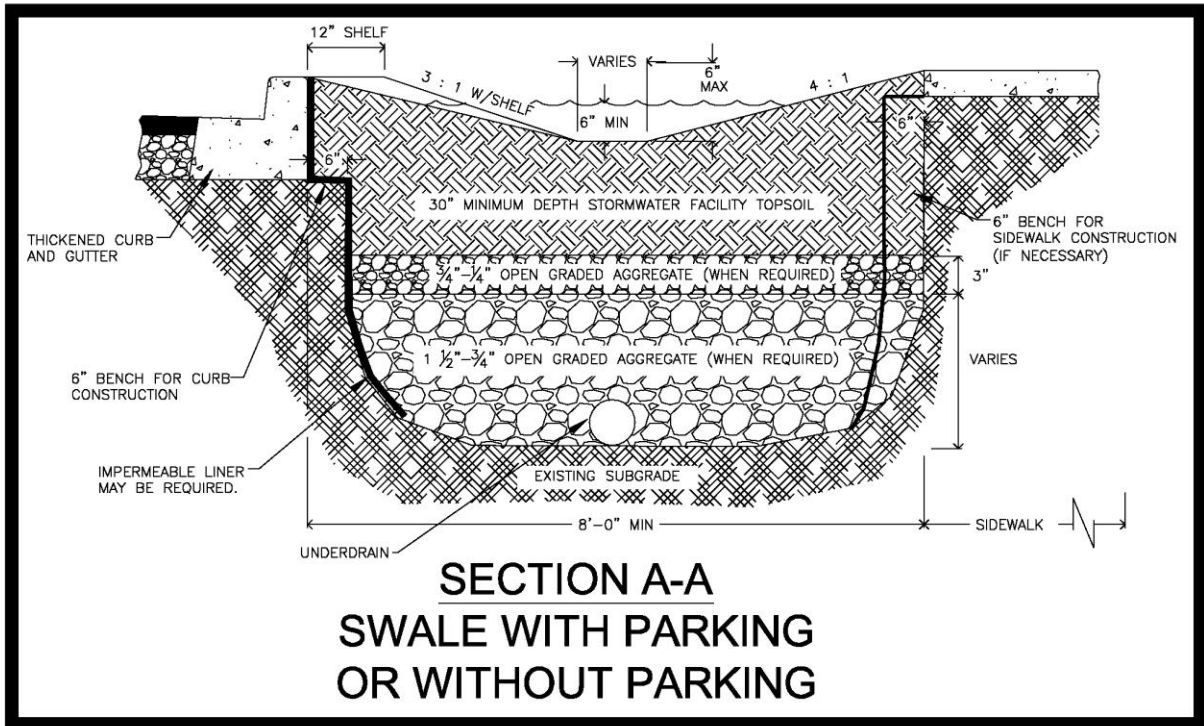 12" SHELF
VARIES
6"
MAX
3 : 1 W/SHELF
4 : 1
6" MIN
6"
6"
30" MINIMUM DEPTH STORMWATER FACILITY TOPSOIL
6" BENCH FOR
SIDEWALK CONSTRUCTION
(IF NECESSARY)
THICKENED CURB
AND GUTTER
3/4"-1/4" OPEN GRADED AGGREGATE (WHEN REQUIRED)
3"
1 1/2"-3/4" OPEN GRADED AGGREGATE (WHEN REQUIRED)
VARIES
6" BENCH FOR CURB
CONSTRUCTION
IMPERMEABLE LINER
MAY BE REQUIRED.
EXISTING SUBGRADE
8'-0" MIN
SIDEWALK
UNDERDRAIN
SECTION A-A
SWALE WITH PARKING
OR WITHOUT PARKING